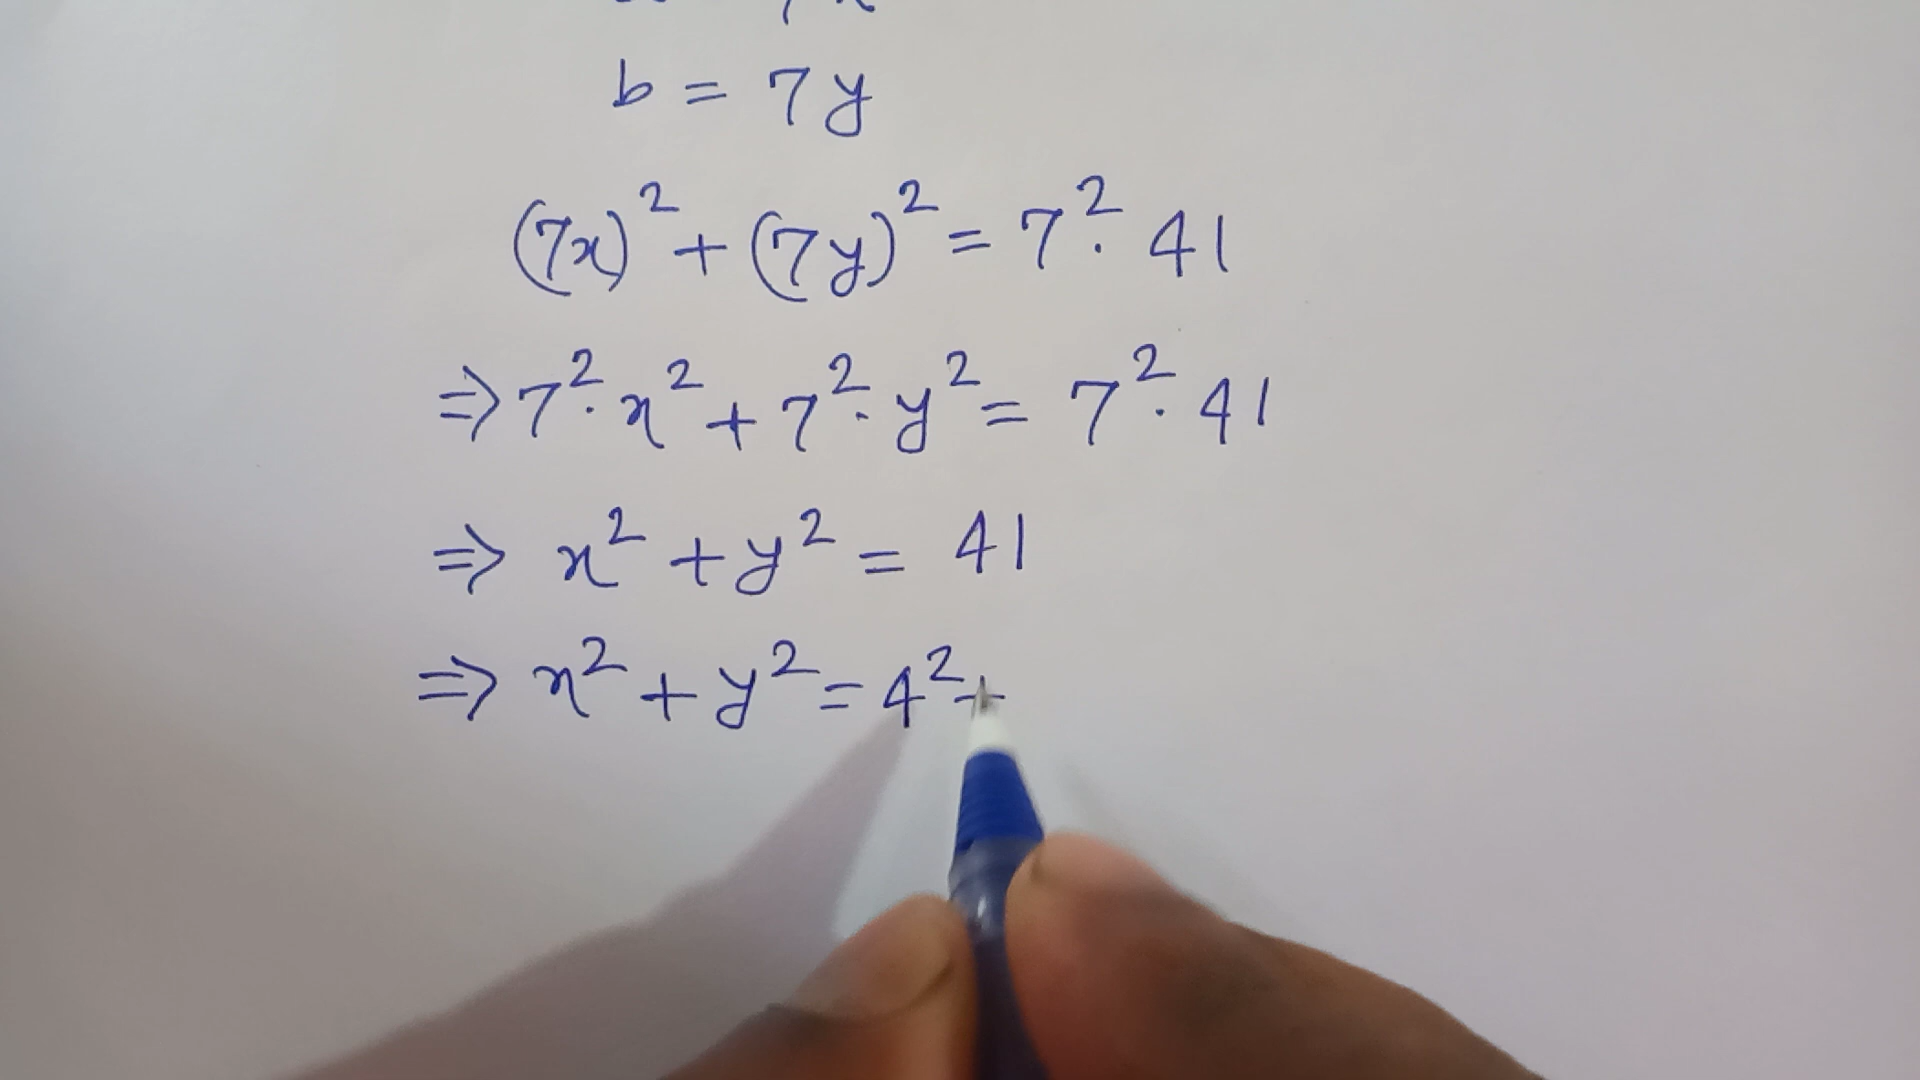 b = 7y
(7x)² + (7y)² = 7² · 41
⇒ 7² · x² + 7² · y² = 7² · 41
⇒ x² + y² = 41
⇒ x² + y² = 4² +